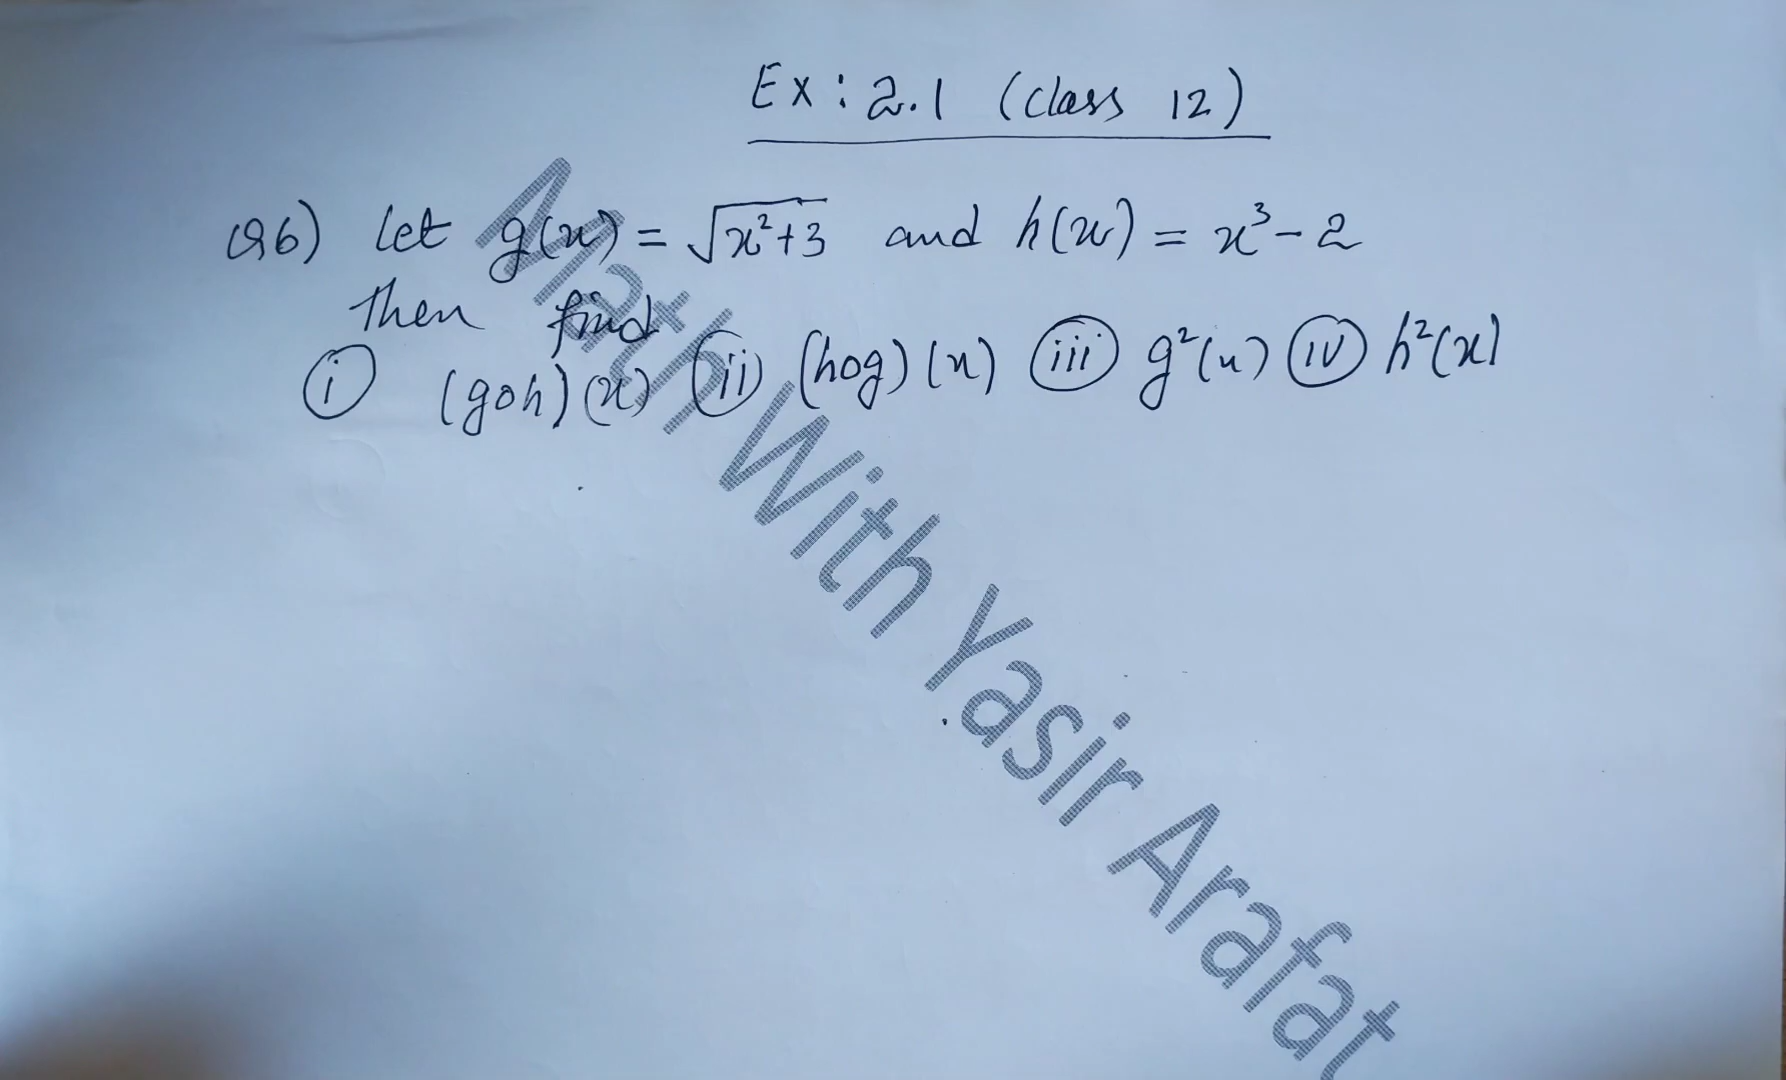 Ex: 2.1 (class 12)
Q6) let g(x) = √x²+3 and h(x) = x³-2
then find
(i) (goh)(x) (ii) (hog)(x) (iii) g²(x) (iv) h²(x)
Math With Yasir Arafat